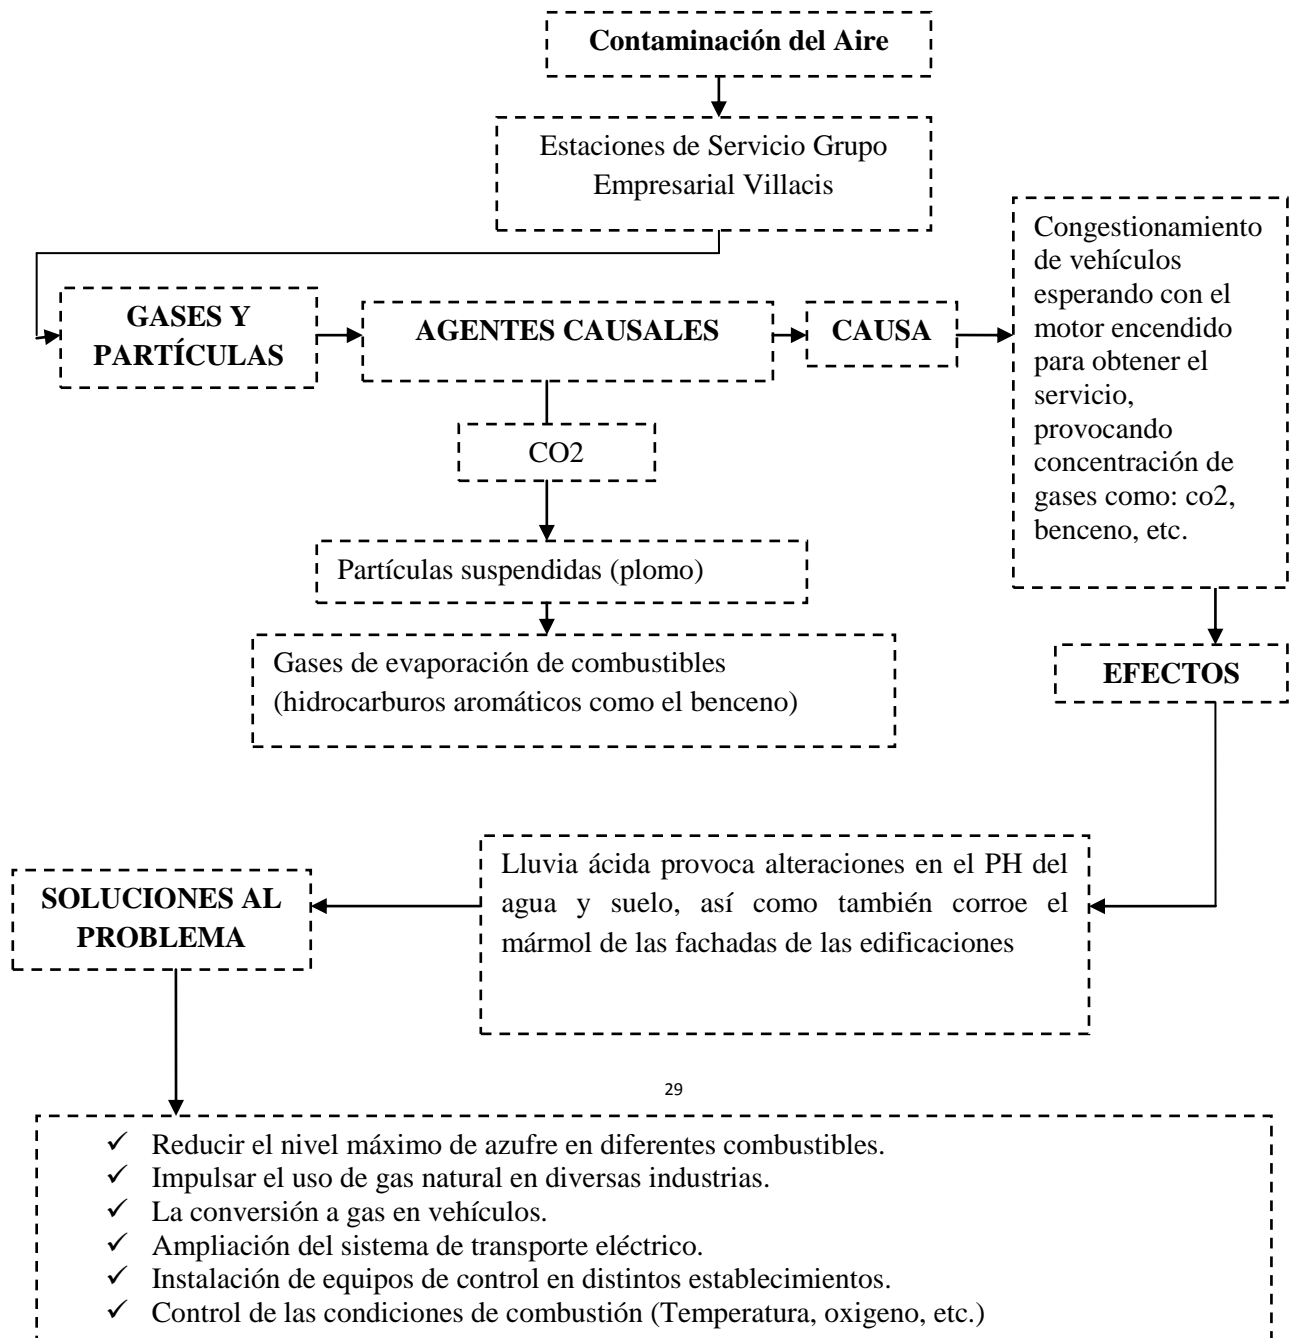 Contaminación del Aire
Estaciones de Servicio Grupo
Empresarial Villacis
GASES Y
PARTÍCULAS
AGENTES CAUSALES
CAUSA
Congestionamiento
de vehículos
esperando con el
motor encendido
para obtener el
servicio,
provocando
concentración de
gases como: co2,
benceno, etc.
CO2
Partículas suspendidas (plomo)
Gases de evaporación de combustibles
(hidrocarburos aromáticos como el benceno)
EFECTOS
Lluvia ácida provoca alteraciones en el PH del
agua y suelo, así como también corroe el
mármol de las fachadas de las edificaciones
SOLUCIONES AL
PROBLEMA
29
✓ Reducir el nivel máximo de azufre en diferentes combustibles.
✓ Impulsar el uso de gas natural en diversas industrias.
✓ La conversión a gas en vehículos.
✓ Ampliación del sistema de transporte eléctrico.
✓ Instalación de equipos de control en distintos establecimientos.
✓ Control de las condiciones de combustión (Temperatura, oxigeno, etc.)